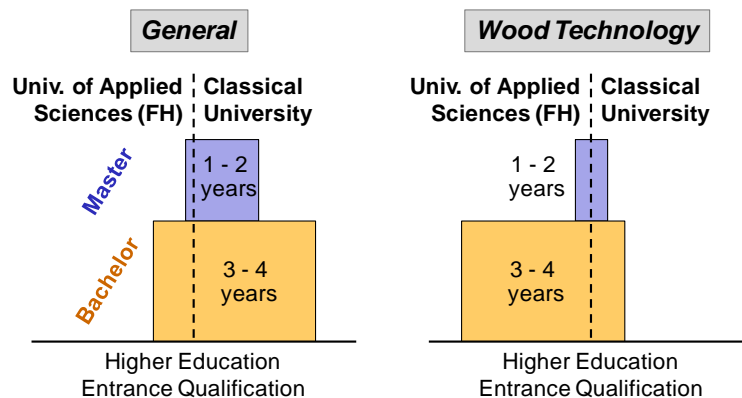 General
Univ. of Applied
Sciences (FH)
Classical
University
Master
1 - 2
years
Bachelor
3 - 4
years
Higher Education
Entrance Qualification
Wood Technology
Univ. of Applied
Sciences (FH)
Classical
University
1 - 2
years
3 - 4
years
Higher Education
Entrance Qualification